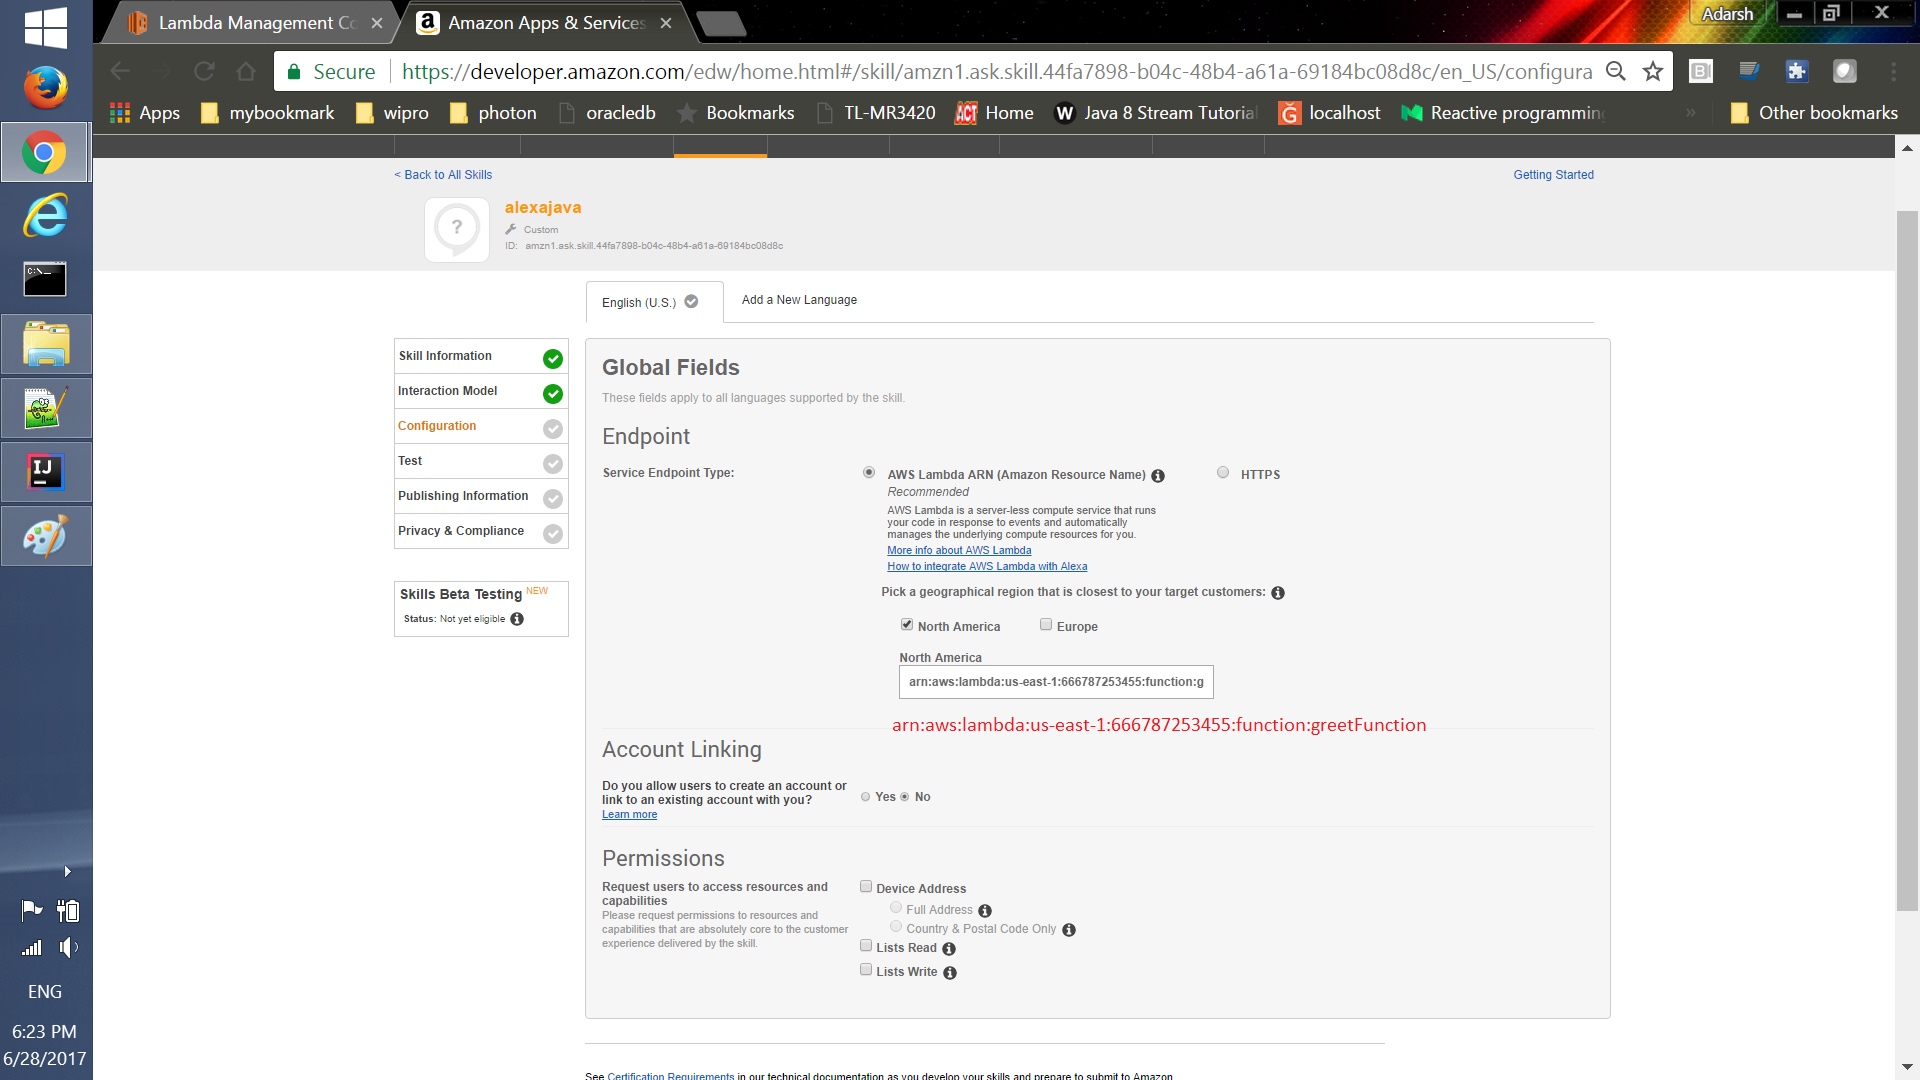 Lambda Management Co
Amazon Apps & Services
Adarsh
Secure
https://developer.amazon.com/edw/home.html#/skill/amzn1.ask.skill.44fa7898-b04c-48b4-a61a-69184bc08d8c/en_US/configura
Apps
mybookmark
wipro
photon
oracledb
Bookmarks
TL-MR3420
ACT
Home
W
Java 8 Stream Tutorial
localhost
Reactive programming
»
Other bookmarks
< Back to All Skills
Getting Started
alexajava
Custom
ID: amzn1.ask.skill.44fa7898-b04c-48b4-a61a-69184bc08d8c
English (U.S.)
Add a New Language
Skill Information
Interaction Model
Configuration
Test
Publishing Information
Privacy & Compliance
Skills Beta Testing NEW
Status: Not yet eligible
Global Fields
These fields apply to all languages supported by the skill.
Endpoint
Service Endpoint Type:
AWS Lambda ARN (Amazon Resource Name)
HTTPS
Recommended
AWS Lambda is a server-less compute service that runs
your code in response to events and automatically
manages the underlying compute resources for you.
More info about AWS Lambda
How to integrate AWS Lambda with Alexa
Pick a geographical region that is closest to your target customers:
North America
Europe
North America
arn:aws:lambda:us-east-1:666787253455:function:g
arn:aws:lambda:us-east-1:666787253455:function:greetFunction
Account Linking
Do you allow users to create an account or
link to an existing account with you?
Yes
No
Learn more
Permissions
Request users to access resources and
capabilities
Please request permissions to resources and
capabilities that are absolutely core to the customer
experience delivered by the skill.
Device Address
Full Address
Country & Postal Code Only
Lists Read
Lists Write
See Certification Requirements in our technical documentation as you develop your skills and prepare to submit to Amazon
C:\
IJ
ENG
6:23 PM
6/28/2017